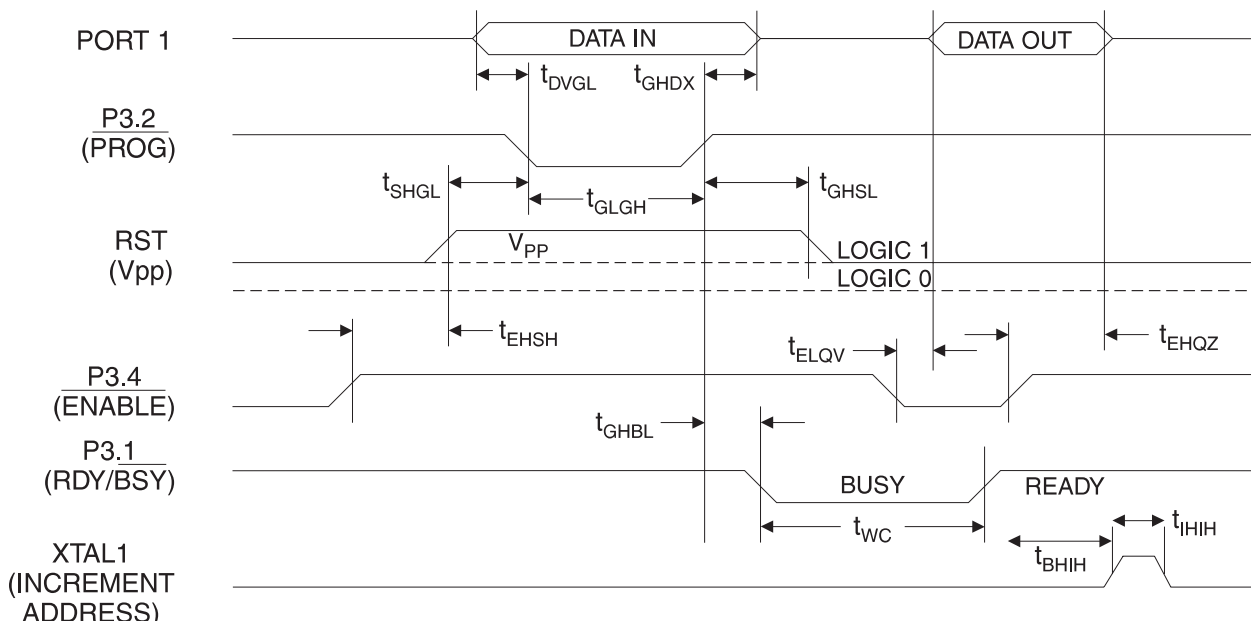 PORT 1
DATA IN
DATA OUT
tDVGL
tGHDX
P3.2
(PROG)
tSHGL
tGLGH
tGHSL
RST
(Vpp)
VPP
LOGIC 1
LOGIC 0
tEHSH
tELQV
tEHQZ
P3.4
(ENABLE)
tGHBL
P3.1
(RDY/BSY)
BUSY
READY
tWC
tIHIH
tBHIH
XTAL1
(INCREMENT
ADDRESS)